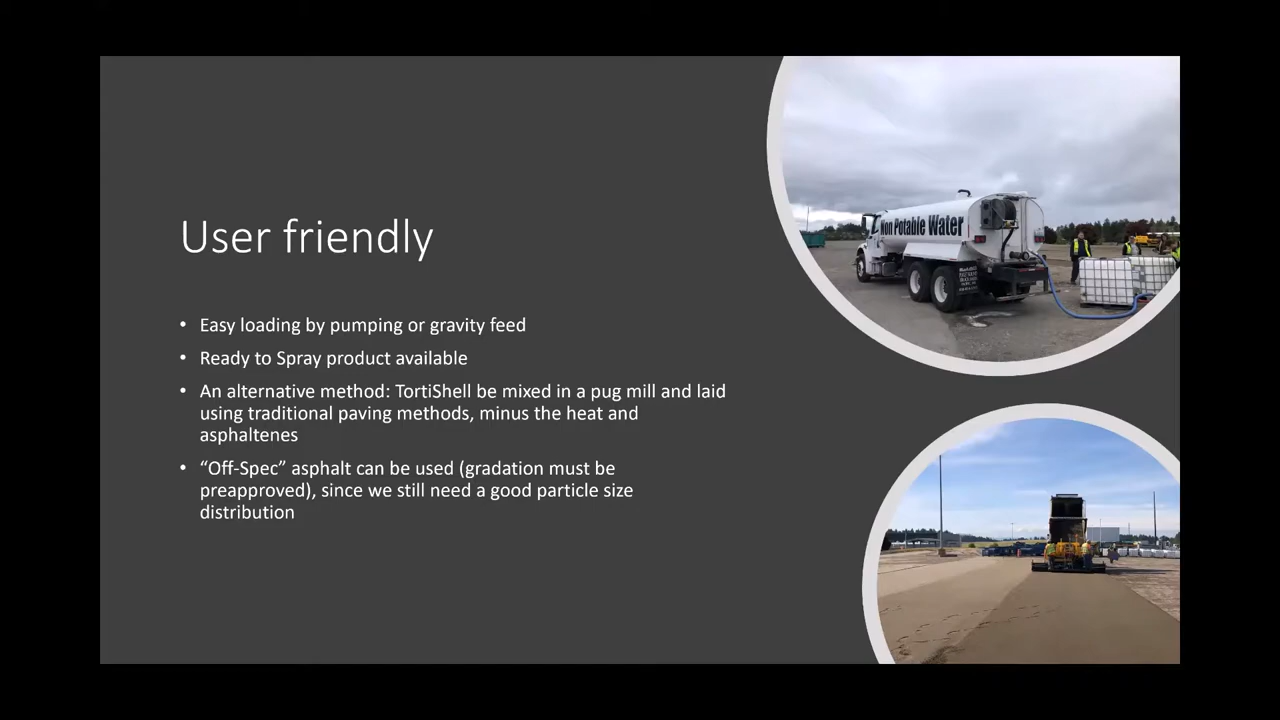 User friendly
• Easy loading by pumping or gravity feed
• Ready to Spray product available
• An alternative method: TortiShell be mixed in a pug mill and laid
using traditional paving methods, minus the heat and
asphaltenes
• “Off-Spec” asphalt can be used (gradation must be
preapproved), since we still need a good particle size
distribution
Non Potable Water